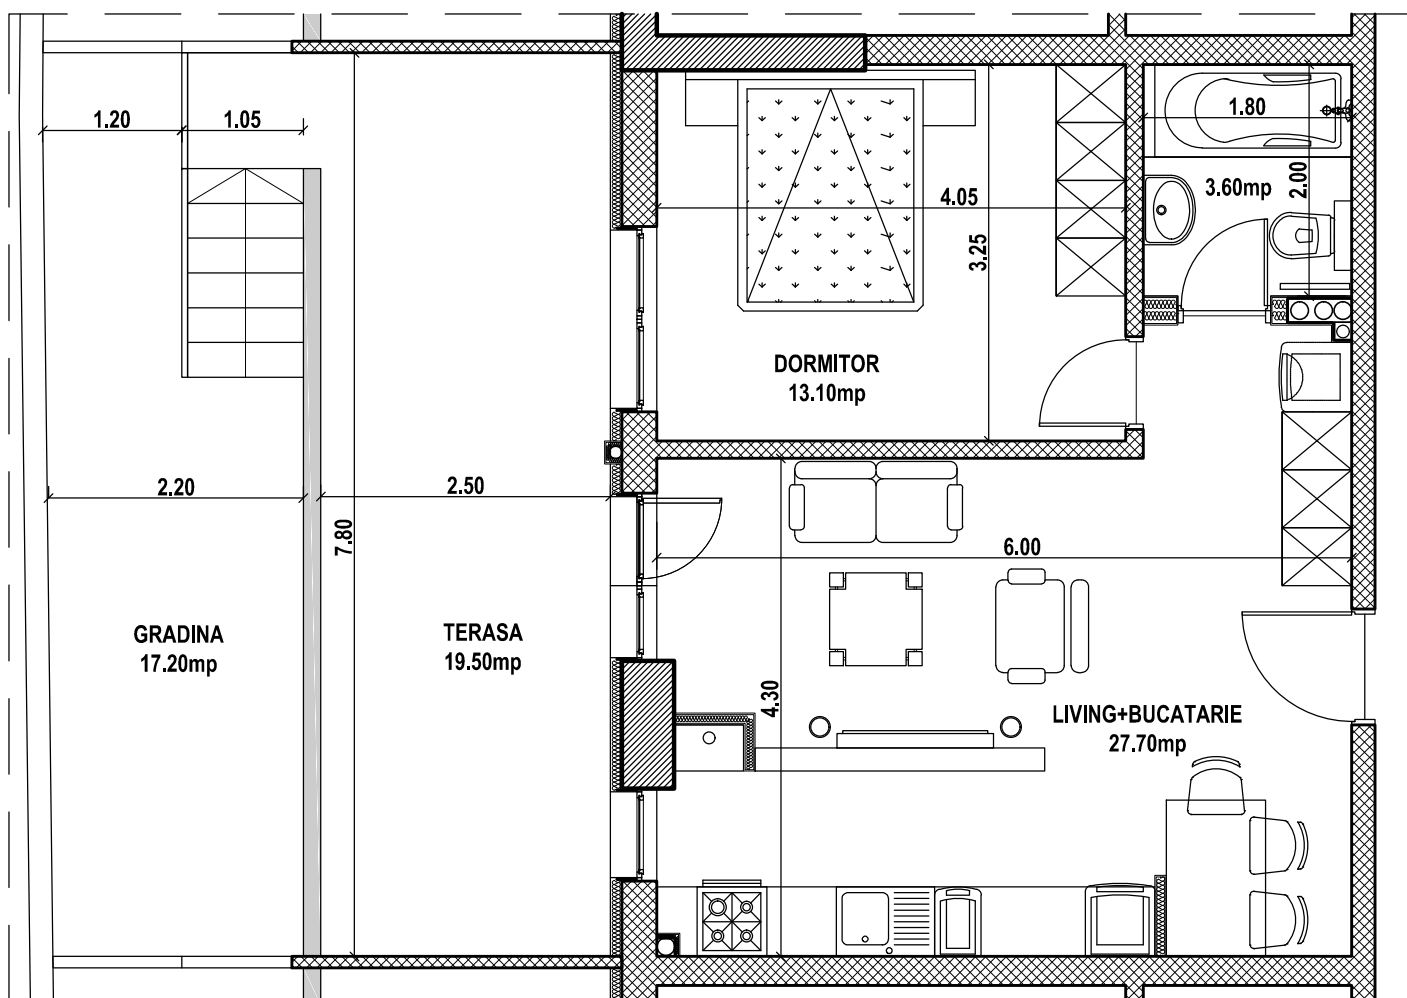 1.20
1.05
1.80
3.60mp
2.00
4.05
3.25
DORMITOR
13.10mp
2.20
2.50
7.80
6.00
GRADINA
17.20mp
TERASA
19.50mp
4.30
LIVING+BUCATARIE
27.70mp